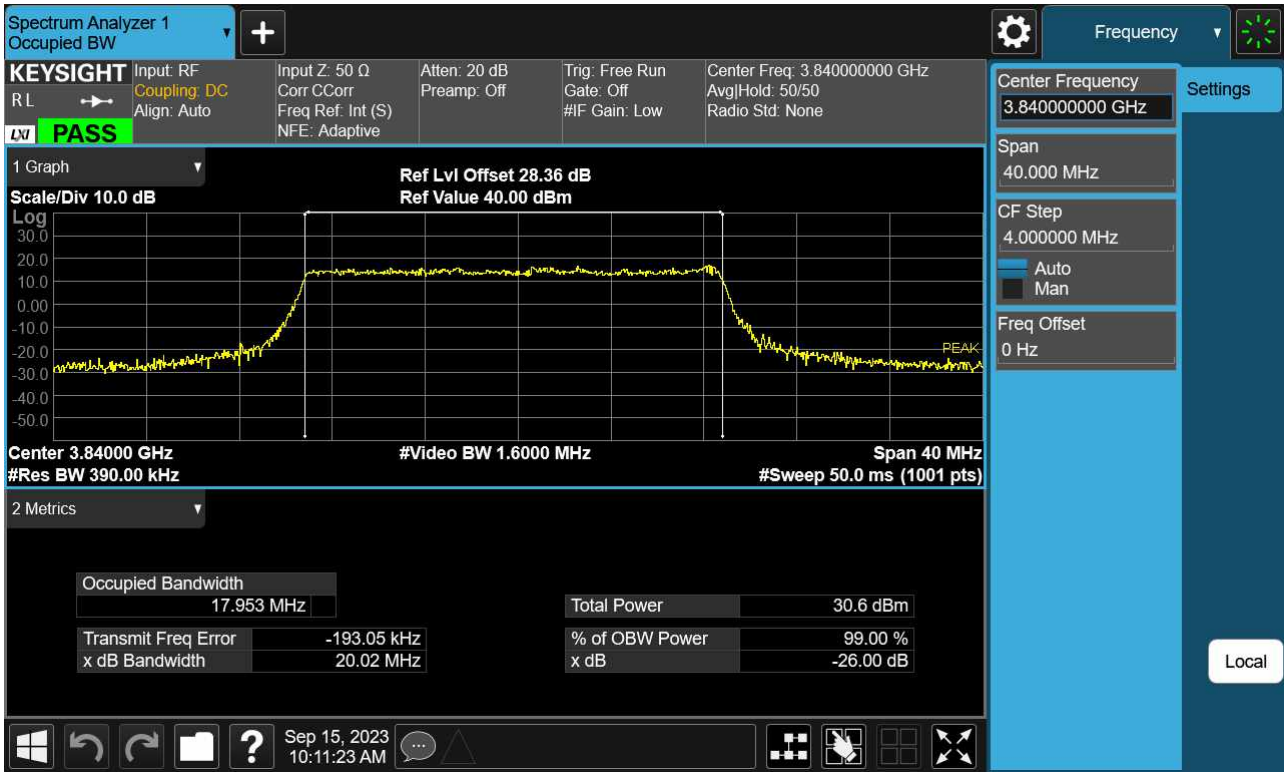 Spectrum Analyzer 1
Occupied BW
+
Frequency
KEYSIGHT
R L
LXI
PASS
Input: RF
Coupling: DC
Align: Auto
Input Z: 50 Ω
Corr CCorr
Freq Ref: Int (S)
NFE: Adaptive
Atten: 20 dB
Preamp: Off
Trig: Free Run
Gate: Off
#IF Gain: Low
Center Freq: 3.840000000 GHz
Avg|Hold: 50/50
Radio Std: None
Center Frequency
3.840000000 GHz
Settings
Span
40.000 MHz
CF Step
4.000000 MHz
Auto
Man
Freq Offset
0 Hz
Local
1 Graph
Scale/Div 10.0 dB
Ref Lvl Offset 28.36 dB
Ref Value 40.00 dBm
Log
30.0
20.0
10.0
0.00
-10.0
-20.0
-30.0
-40.0
-50.0
PEAK
Center 3.84000 GHz
#Video BW 1.6000 MHz
Span 40 MHz
#Res BW 390.00 kHz
#Sweep 50.0 ms (1001 pts)
2 Metrics
Occupied Bandwidth
17.953 MHz
Total Power 30.6 dBm
Transmit Freq Error -193.05 kHz
% of OBW Power 99.00 %
x dB Bandwidth 20.02 MHz
x dB -26.00 dB
?
Sep 15, 2023
10:11:23 AM